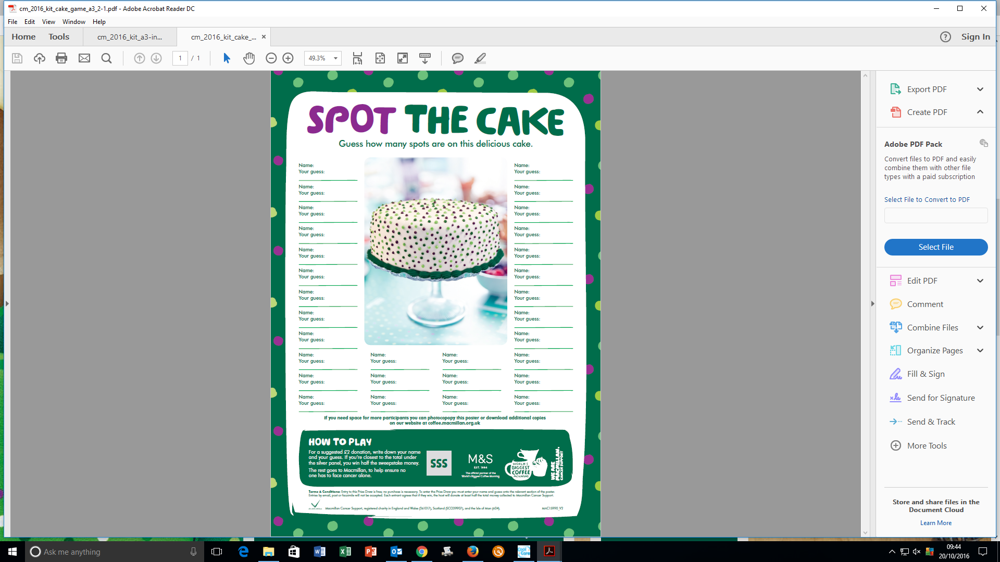 cm_2016_kit_cake_game_a3_2-1.pdf - Adobe Acrobat Reader DC
File Edit View Window Help
Home Tools cm_2016_kit_a3-in... cm_2016_kit_cake_... Sign In
1 / 1 49.3%
SPOT THE CAKE
Guess how many spots are on this delicious cake.
Name: Name:
Your guess: Your guess:
Name: Name:
Your guess: Your guess:
Name: Name:
Your guess: Your guess:
Name: Name:
Your guess: Your guess:
Name: Name:
Your guess: Your guess:
Name: Name:
Your guess: Your guess:
Name: Name:
Your guess: Your guess:
Name: Name:
Your guess: Your guess:
Name: Name:
Your guess: Your guess:
Name: Name: Name: Name:
Your guess: Your guess: Your guess: Your guess:
Name: Name: Name: Name:
Your guess: Your guess: Your guess: Your guess:
Name: Name: Name: Name:
Your guess: Your guess: Your guess: Your guess:
If you need space for more participants you can photocopopy this poster or download additional copies
on our website at coffee.macmillan.org.uk
HOW TO PLAY
For a suggested £2 donation, write down your name
and your guess. If you're closest to the total under
the silver panel, you win half the sweepstake money.
The rest goes to Macmillan, to help ensure no
one has to face cancer alone.
SSS
M&S
EST. 1884
The official partner of the
World's Biggest Coffee Morning
WORLD'S
BIGGEST
COFFEE
MORNING
WE ARE
MACMILLAN.
CANCER SUPPORT
Terms & Conditions: Entry to this Prize Draw is free; no purchase is necessary. To enter the Prize Draw you must enter your name and guess onto the relevant section of the poster.
Entries by email, post or facsimile will not be accepted. Each entrant agrees that if they win, the host will donate at least half the total money collected to Macmillan Cancer Support.
Macmillan Cancer Support, registered charity in England and Wales (261017), Scotland (SC039907), and the Isle of Man (604). MAC15990_V2
Export PDF
Create PDF
Adobe PDF Pack
Convert files to PDF and easily
combine them with other file
types with a paid subscription
Select File to Convert to PDF
Select File
Edit PDF
Comment
Combine Files
Organize Pages
Fill & Sign
Send for Signature
Send & Track
More Tools
Store and share files in the
Document Cloud
Learn More
Ask me anything
09:44
20/10/2016